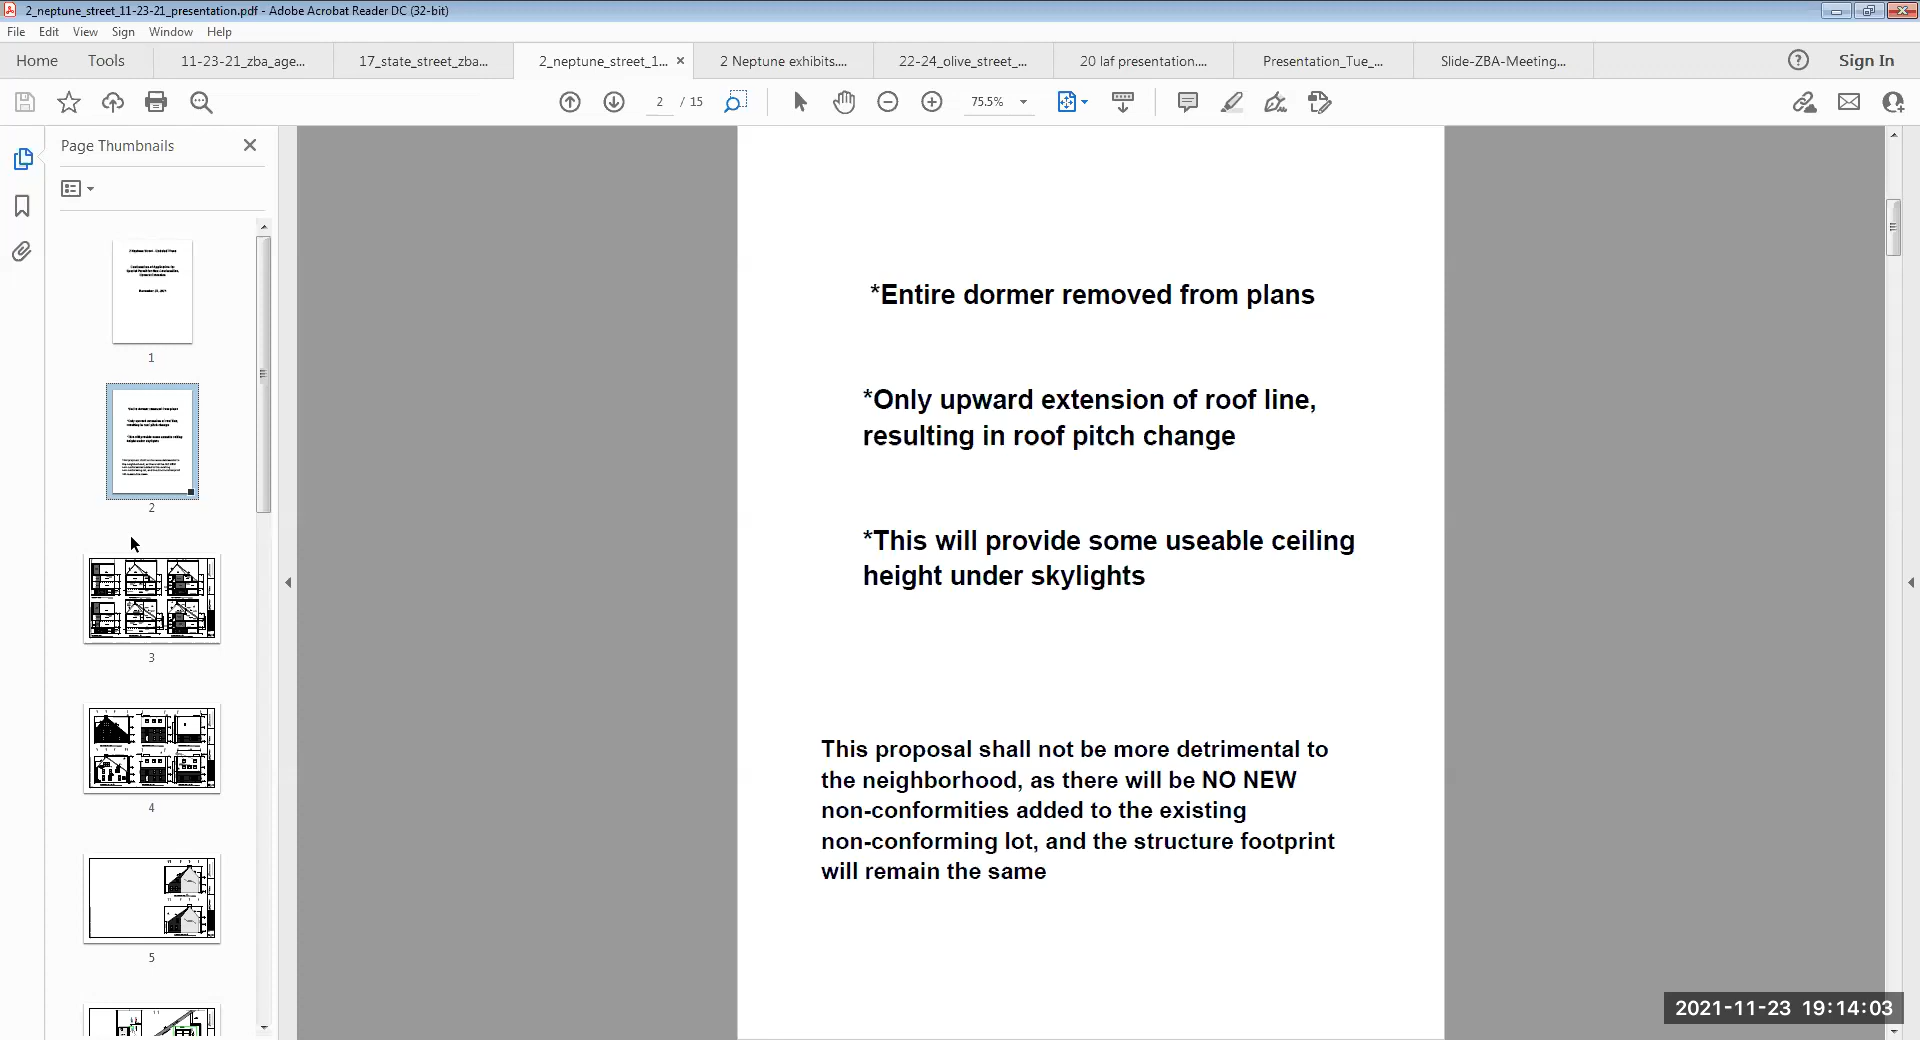 2_neptune_street_11-23-21_presentation.pdf - Adobe Acrobat Reader DC (32-bit)
File Edit View Sign Window Help
Home Tools 11-23-21_zba_age... 17_state_street_zba... 2_neptune_street_1... 2 Neptune exhibits.... 22-24_olive_street_... 20 laf presentation.... Presentation_Tue_... Slide-ZBA-Meeting... Sign In
2 / 15 75.5%
Page Thumbnails
1
2
3
4
5
*Entire dormer removed from plans
*Only upward extension of roof line,
resulting in roof pitch change
*This will provide some useable ceiling
height under skylights
This proposal shall not be more detrimental to
the neighborhood, as there will be NO NEW
non-conformities added to the existing
non-conforming lot, and the structure footprint
will remain the same
2021-11-23 19:14:03